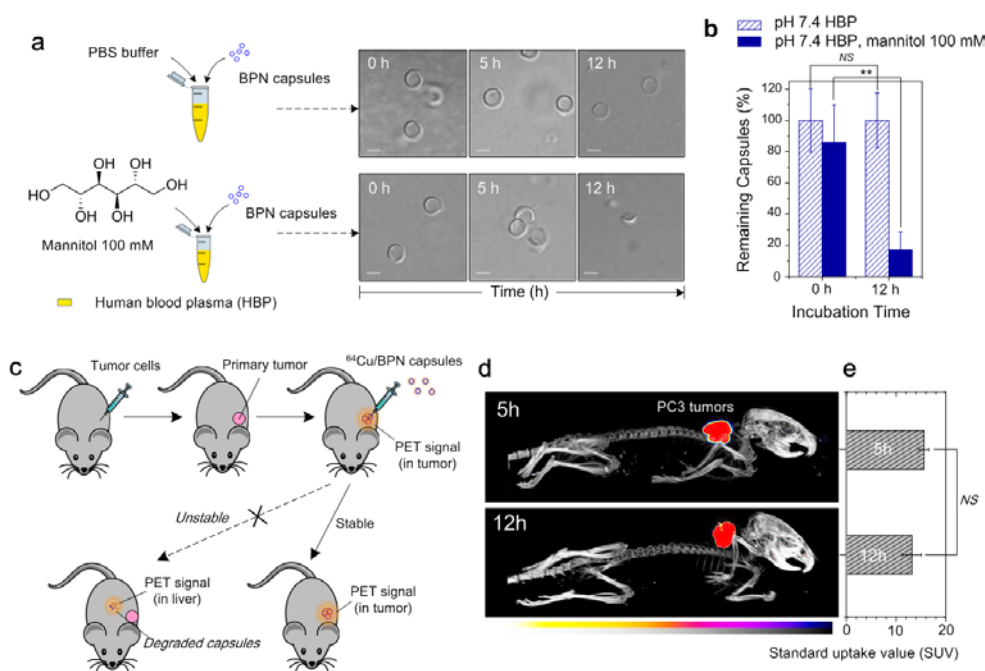 a
PBS buffer
BPN capsules
0 h
5 h
12 h
OH
OH
HO
OH
OH
OH
BPN capsules
Mannitol 100 mM
0 h
5 h
12 h
Human blood plasma (HBP)
Time (h)
b
pH 7.4 HBP
pH 7.4 HBP, mannitol 100 mM
NS
**
Remaining Capsules (%)
120
100
80
60
40
20
0
0 h
12 h
Incubation Time
c
Tumor cells
Primary tumor
⁶⁴Cu/BPN capsules
PET signal
(in tumor)
Unstable
Stable
PET signal
(in liver)
Degraded capsules
PET signal
(in tumor)
d
5h
PC3 tumors
12h
e
5h
NS
12h
0
10
20
Standard uptake value (SUV)